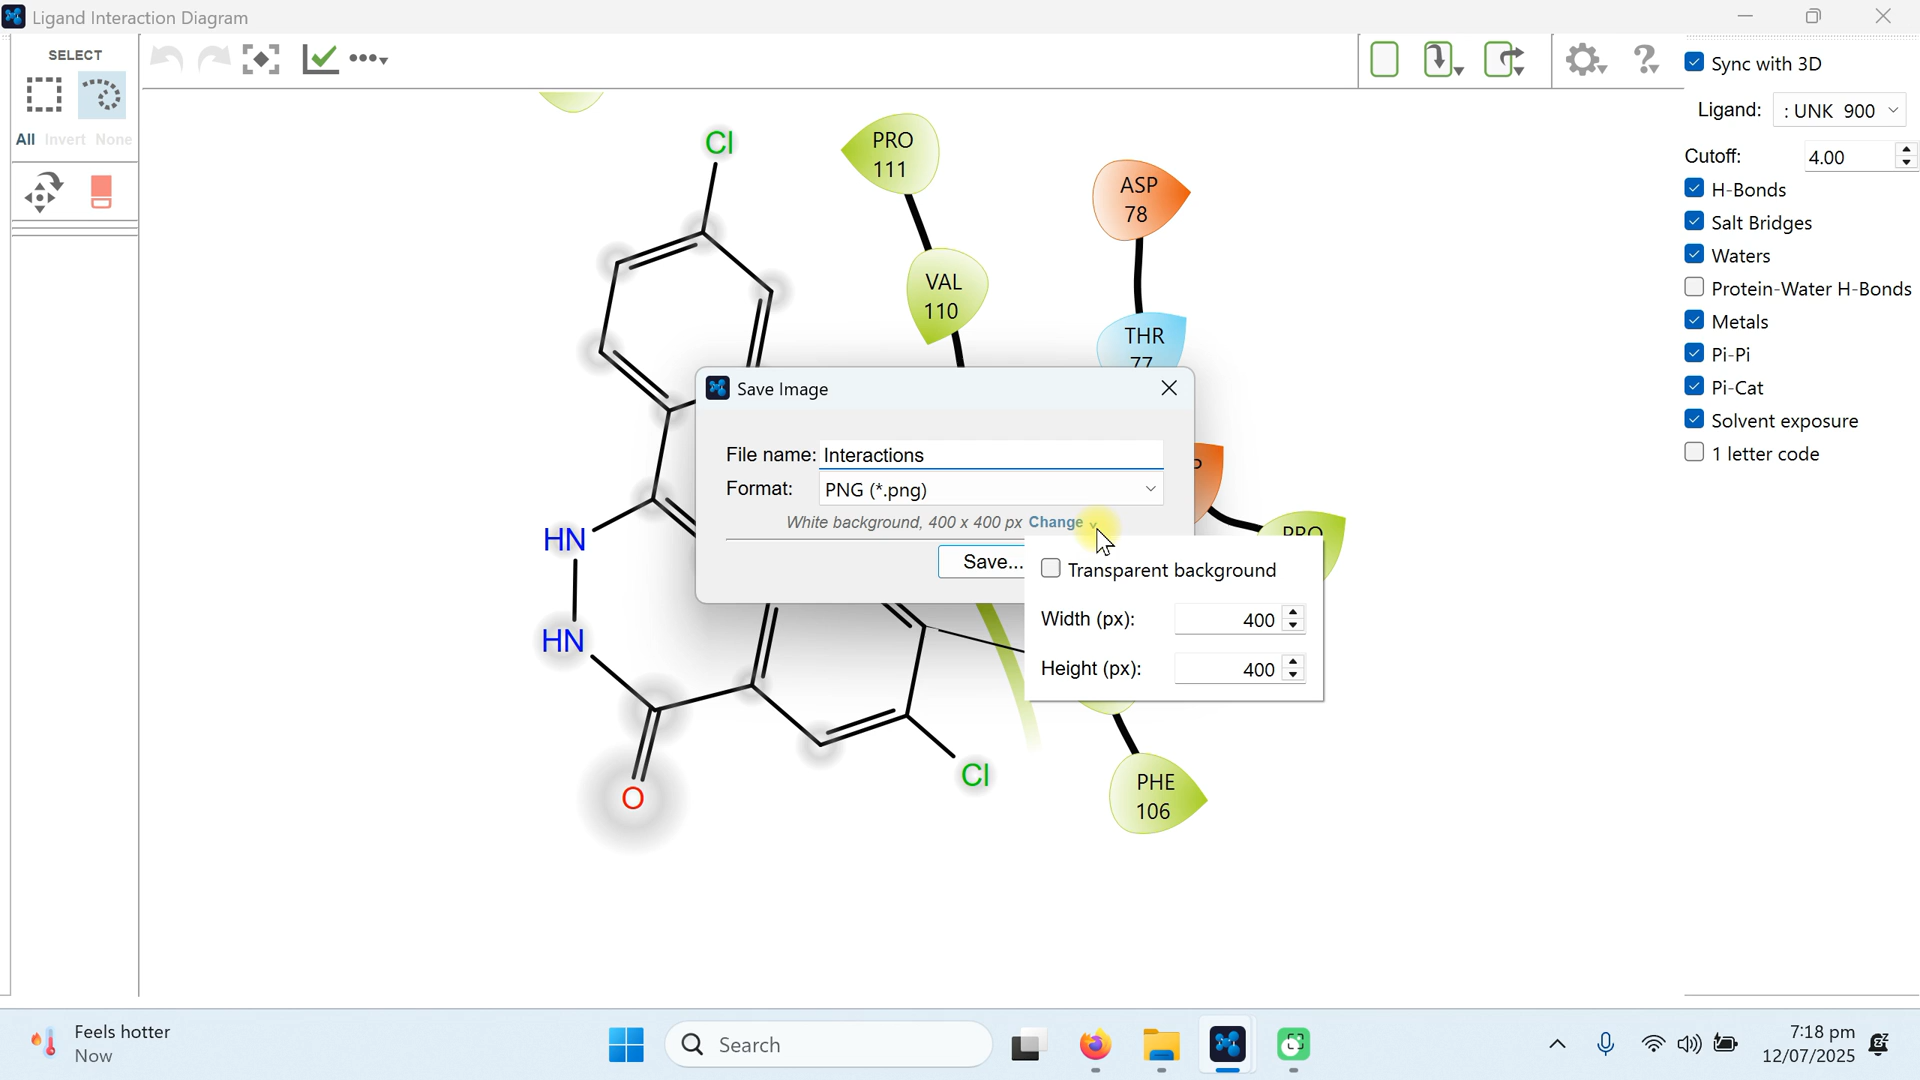 Ligand Interaction Diagram
SELECT
All Invert None
Sync with 3D
Ligand: : UNK 900
Cutoff: 4.00
H-Bonds
Salt Bridges
Waters
Protein-Water H-Bonds
Metals
Pi-Pi
Pi-Cat
Solvent exposure
1 letter code
Cl
PRO
111
ASP
78
VAL
110
THR
77
HN
HN
O
Cl
PRO
PHE
106
Save Image
File name: Interactions
Format: PNG (*.png)
White background, 400 x 400 px Change
Save...
Transparent background
Width (px): 400
Height (px): 400
Feels hotter
Now
Search
7:18 pm
12/07/2025